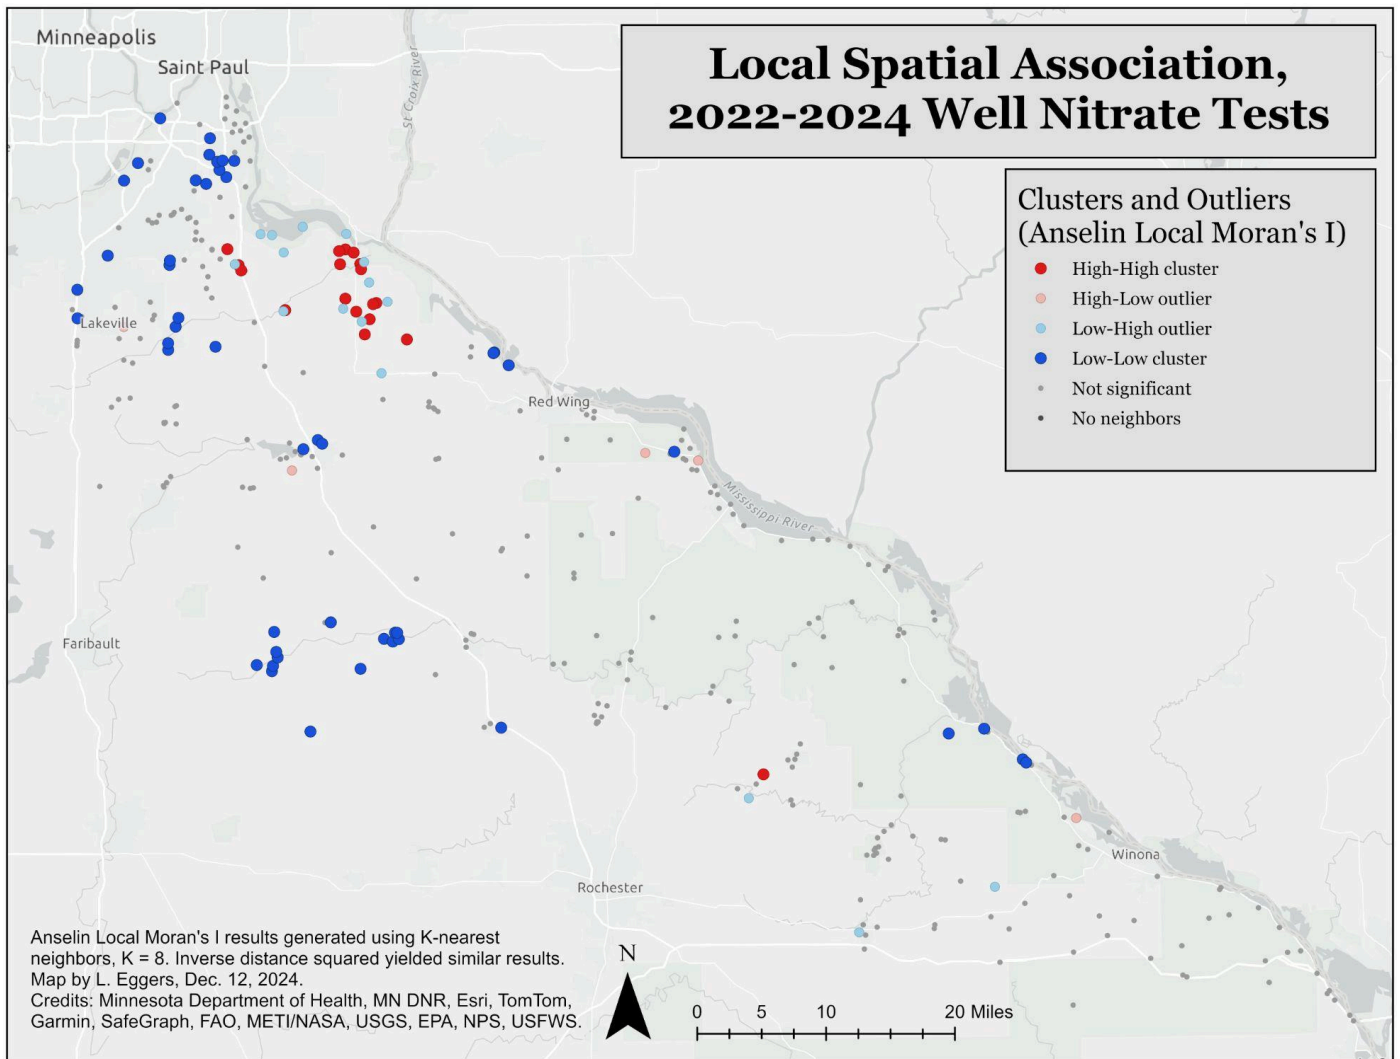 Minneapolis
Saint Paul
St Croix River
Local Spatial Association,
2022-2024 Well Nitrate Tests
Clusters and Outliers
(Anselin Local Moran's I)
High-High cluster
High-Low outlier
Low-High outlier
Low-Low cluster
Not significant
No neighbors
Lakeville
Red Wing
Mississippi River
Faribault
Winona
Rochester
Anselin Local Moran's I results generated using K-nearest
neighbors, K = 8. Inverse distance squared yielded similar results.
Map by L. Eggers, Dec. 12, 2024.
Credits: Minnesota Department of Health, MN DNR, Esri, TomTom,
Garmin, SafeGraph, FAO, METI/NASA, USGS, EPA, NPS, USFWS.
N
0 5 10 20 Miles